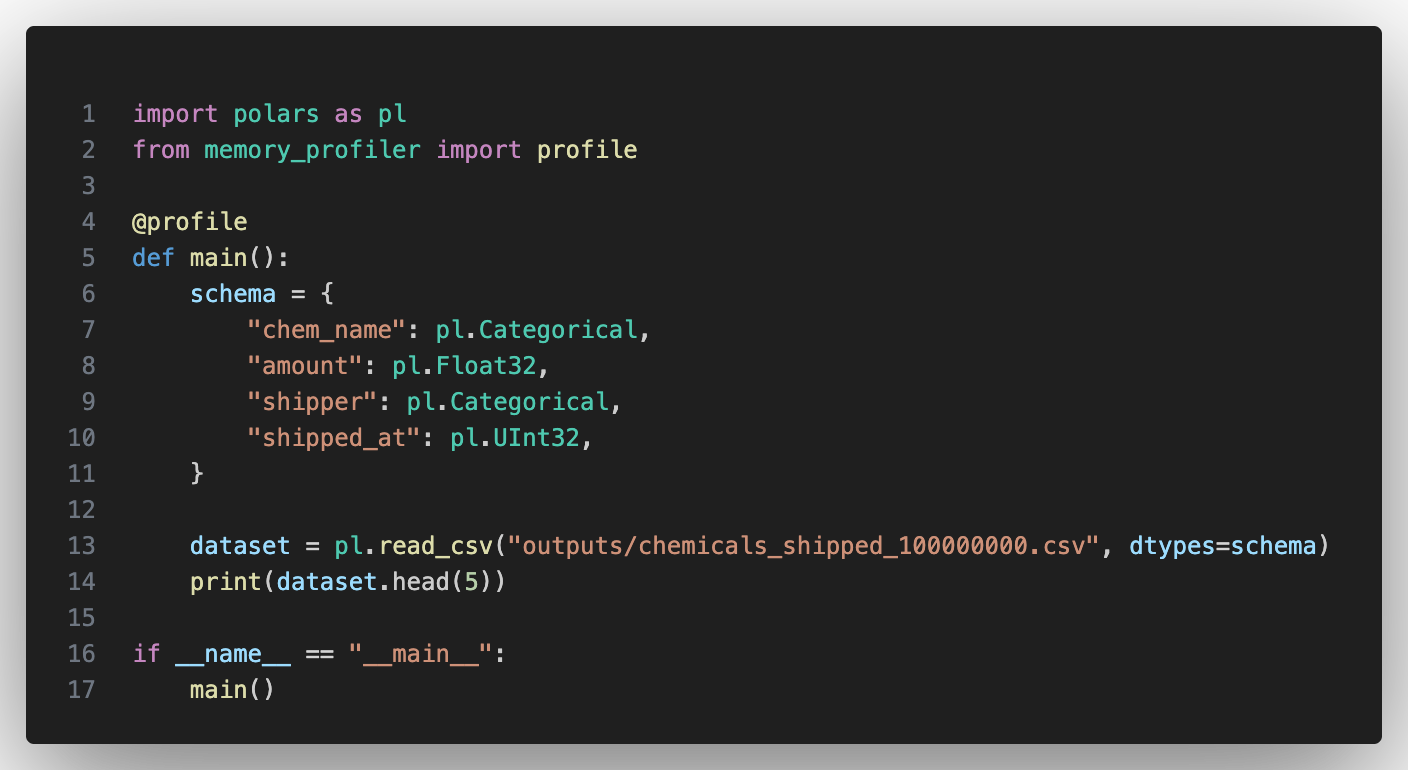 1 import polars as pl
2 from memory_profiler import profile
3
4 @profile
5 def main():
6     schema = {
7         "chem_name": pl.Categorical,
8         "amount": pl.Float32,
9         "shipper": pl.Categorical,
10         "shipped_at": pl.UInt32,
11     }
12
13     dataset = pl.read_csv("outputs/chemicals_shipped_100000000.csv", dtypes=schema)
14     print(dataset.head(5))
15
16 if __name__ == "__main__":
17     main()